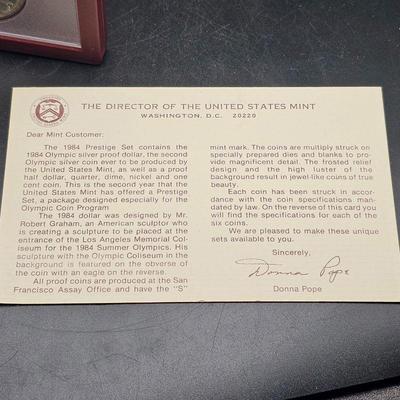 THE DIRECTOR OF THE UNITED STATES MINT
WASHINGTON, D.C. 20220
Dear Mint Customer:
The 1984 Prestige Set contains the
1984 Olympic silver proof dollar, the second
Olympic silver coin ever to be produced by
the United States Mint, as well as a proof
half dollar, quarter, dime, nickel and one
cent coin. This is the second year that the
United States Mint has offered a Prestige
Set, a package designed especially for the
Olympic Coin Program
The 1984 dollar was designed by Mr.
Robert Graham, an American sculptor who
is creating a sculpture to be placed at the
entrance of the Los Angeles Memorial Col-
iseum for the 1984 Summer Olympics. His
sculpture with the Olympic Coliseum in the
background is featured on the obverse of
the coin with an eagle on the reverse.
All proof coins are produced at the San
Francisco Assay Office and have the "S"
mint mark. The coins are multiply struck on
specially prepared dies and blanks to pro-
vide magnificent detail. The frosted relief
design and the high luster of the
background result in jewel-like coins of true
beauty.
Each coin has been struck in accor-
dance with the coin specifications man-
dated by law. On the reverse of this card you
will find the specifications for each of the
six coins.
We are pleased to make these unique
sets available to you.
Sincerely,
Donna Pope
Donna Pope